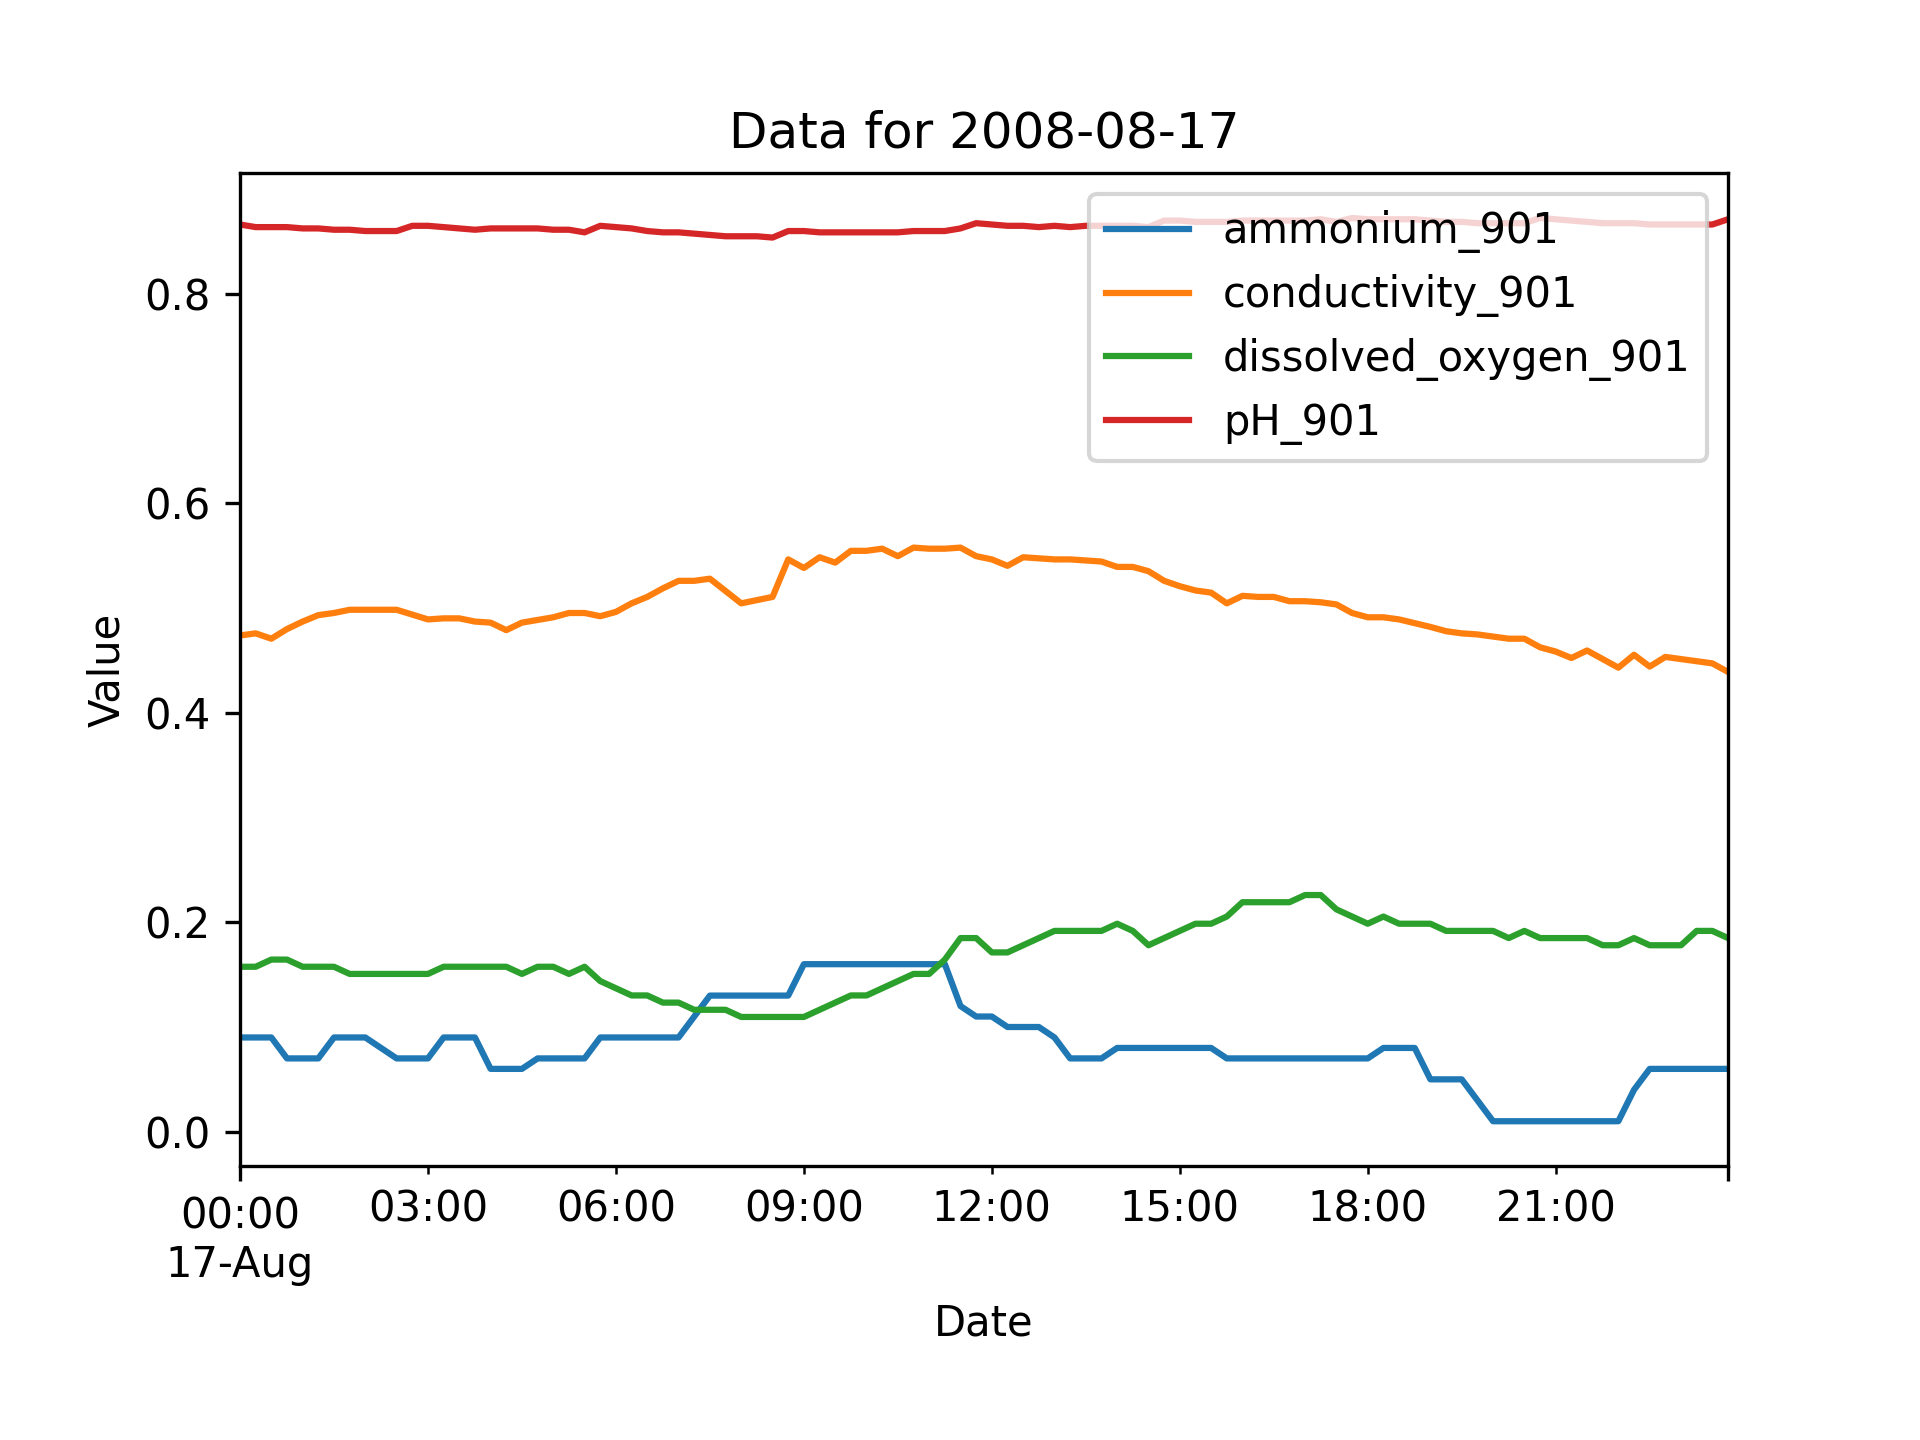 Data for 2008-08-17
ammonium_901
conductivity_901
dissolved_oxygen_901
pH_901
0.8
0.6
0.4
0.2
0.0
Value
00:00 03:00 06:00 09:00 12:00 15:00 18:00 21:00
17-Aug
Date